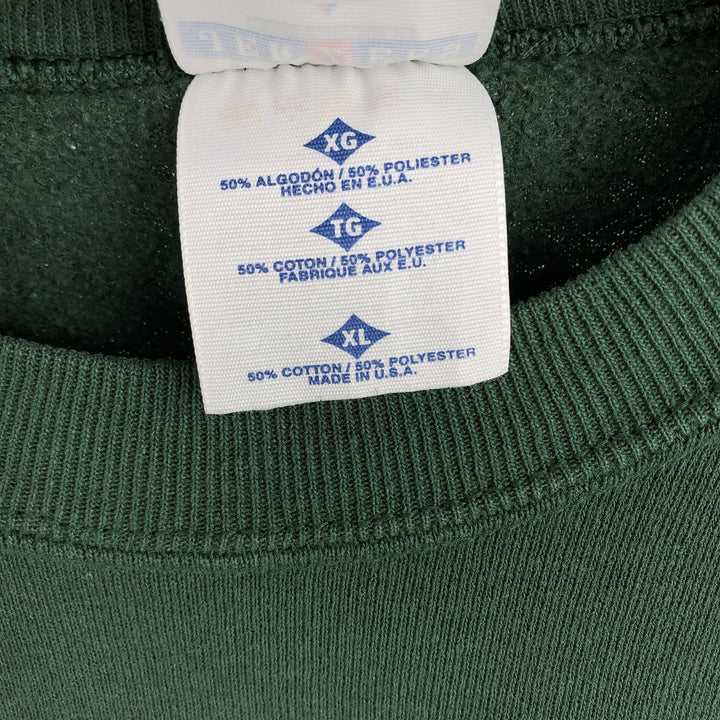 XG
50% ALGODÓN / 50% POLIESTER
HECHO EN E.U.A.
TG
50% COTON / 50% POLYESTER
FABRIQUE AUX E.U.
XL
50% COTTON / 50% POLYESTER
MADE IN U.S.A.